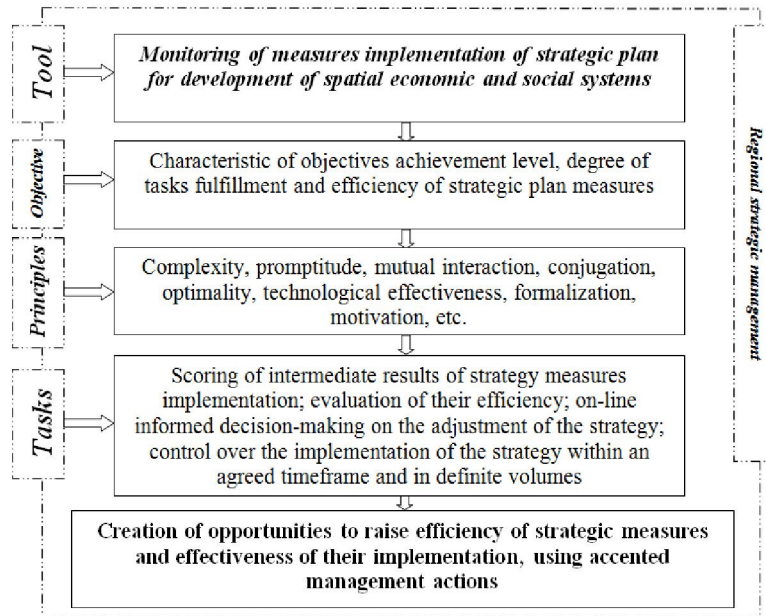 Tool
Monitoring of measures implementation of strategic plan
for development of spatial economic and social systems
Objective
Characteristic of objectives achievement level, degree of
tasks fulfillment and efficiency of strategic plan measures
Principles
Complexity, promptitude, mutual interaction, conjugation,
optimality, technological effectiveness, formalization,
motivation, etc.
Tasks
Scoring of intermediate results of strategy measures
implementation; evaluation of their efficiency; on-line
informed decision-making on the adjustment of the strategy;
control over the implementation of the strategy within an
agreed timeframe and in definite volumes
Creation of opportunities to raise efficiency of strategic measures
and effectiveness of their implementation, using accented
management actions
Regional strategic management